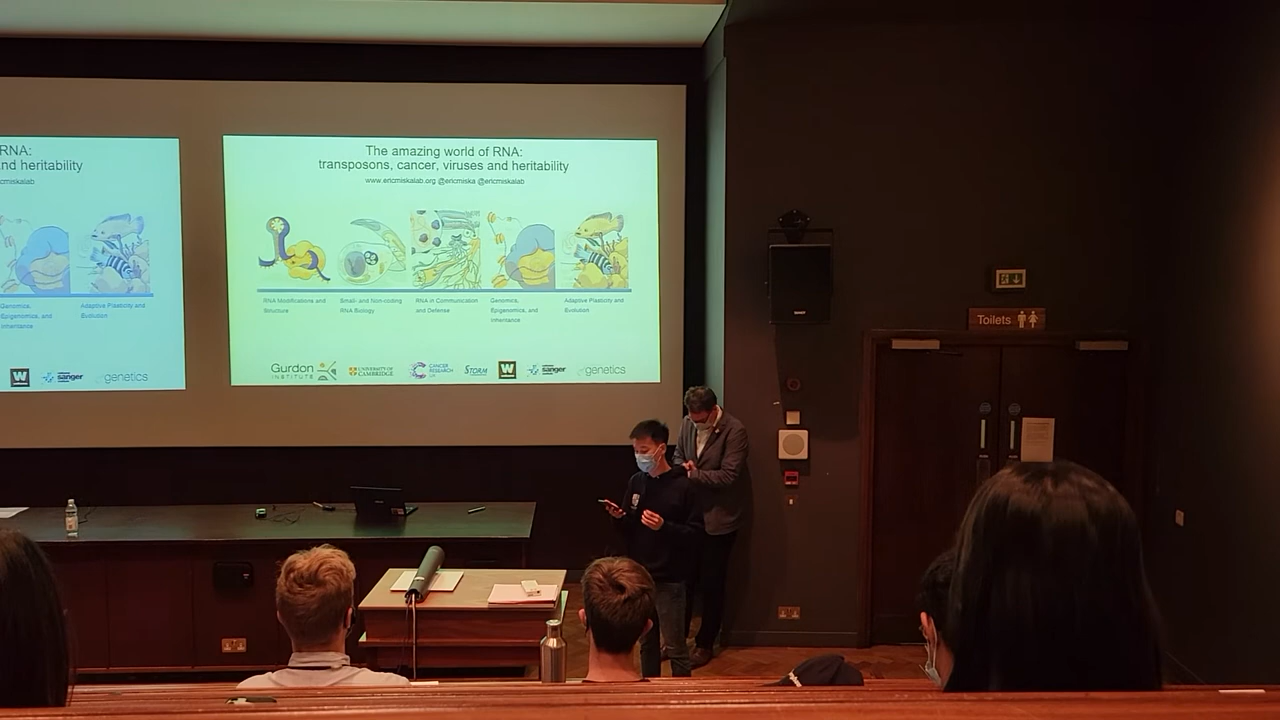 RNA:
nd heritability
cmiskalab
Genomics,
Epigenomics, and
Inheritance
Adaptive Plasticity and
Evolution
W
sanger
genetics
The amazing world of RNA:
transposons, cancer, viruses and heritability
www.ericmiskalab.org @ericmiska @ericmiskalab
RNA Modifications and
Structure
Small- and Non-coding
RNA Biology
RNA in Communication
and Defense
Genomics,
Epigenomics, and
Inheritance
Adaptive Plasticity and
Evolution
Gurdon
INSTITUTE
UNIVERSITY OF
CAMBRIDGE
CANCER
RESEARCH
UK
STORM
W
sanger
genetics
Toilets